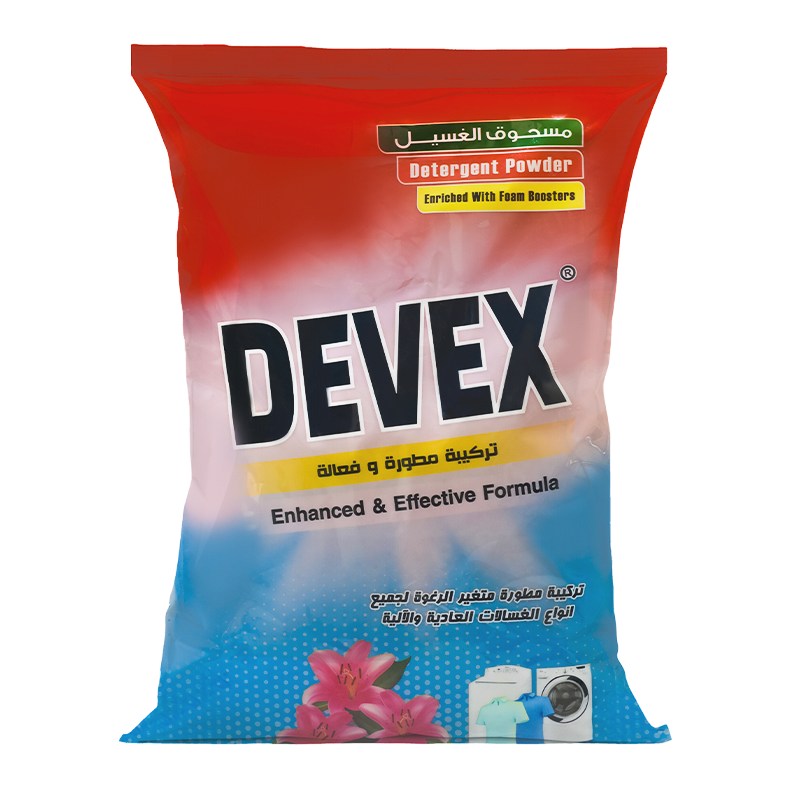 مسحوق الغسيل
Detergent Powder
Enriched With Foam Boosters
DEVEX®
تركيبة مطورة و فعالة
Enhanced & Effective Formula
تركيبة مطورة متغير الرغوة لجميع
انواع الغسالات العادية والآلية